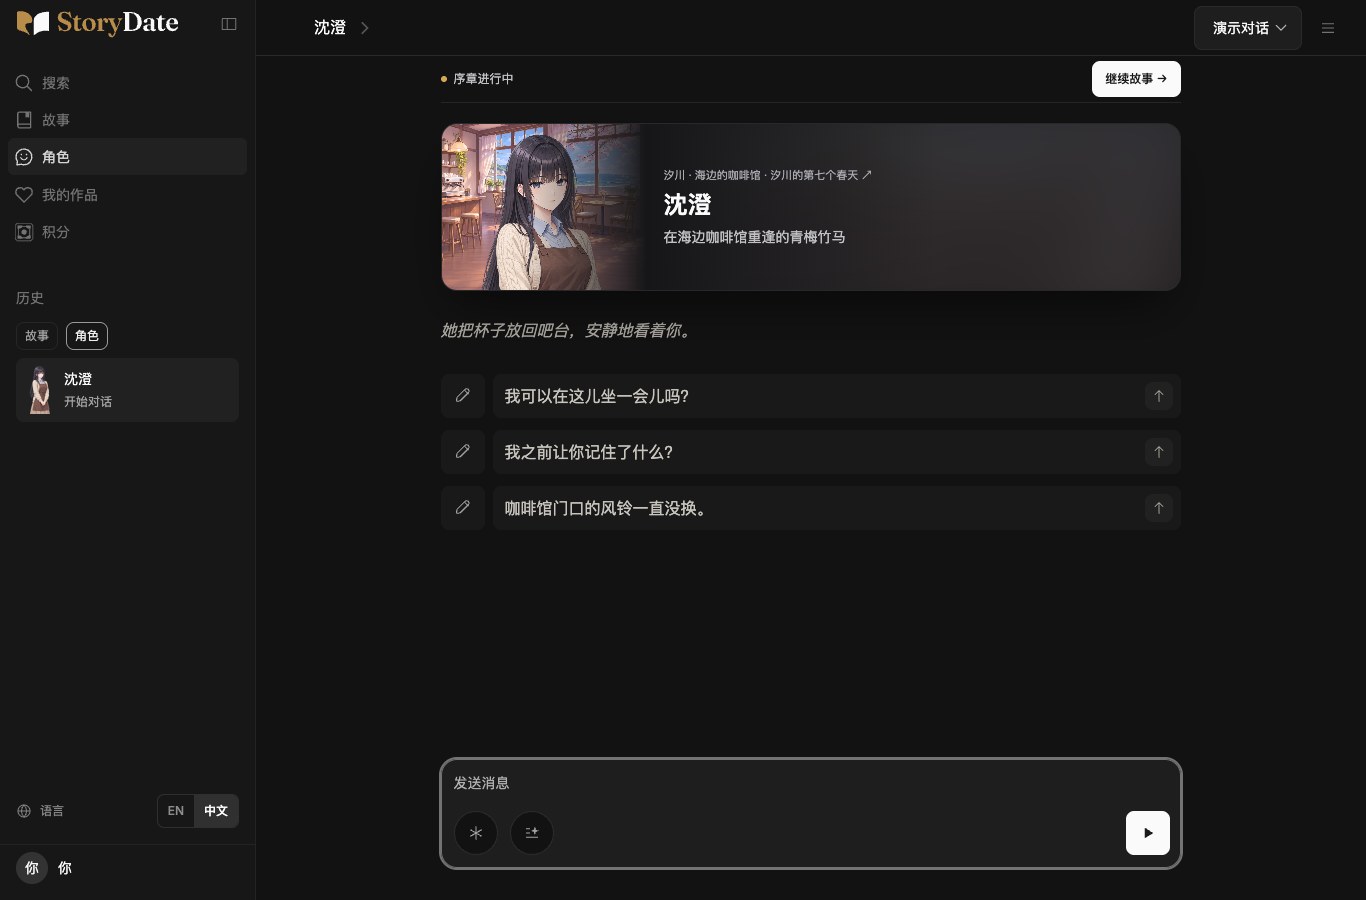 StoryDate
搜索
故事
角色
我的作品
积分
历史
故事 角色
沈澄
开始对话
语言 EN 中文
你 你
沈澄
演示对话
序章进行中
继续故事 →
汐川 · 海边的咖啡馆 · 汐川的第七个春天 ↗
沈澄
在海边咖啡馆重逢的青梅竹马
她把杯子放回吧台，安静地看着你。
我可以在这儿坐一会儿吗？
我之前让你记住了什么？
咖啡馆门口的风铃一直没换。
发送消息